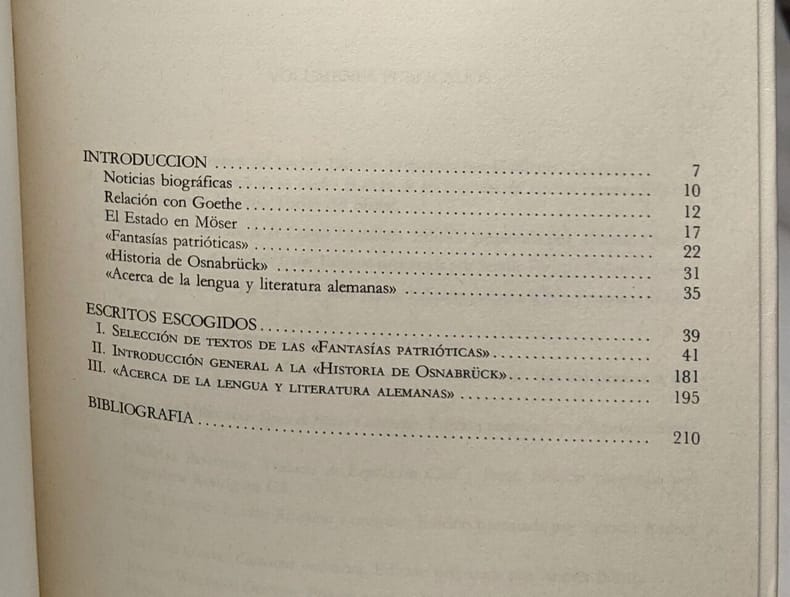 INTRODUCCION ........ 7
Noticias biográficas ........ 10
Relación con Goethe ........ 12
El Estado en Möser ........ 17
«Fantasías patrióticas» ........ 22
«Historia de Osnabrück» ........ 31
«Acerca de la lengua y literatura alemanas» ........ 35
ESCRITOS ESCOGIDOS ........ 39
I. SELECCIÓN DE TEXTOS DE LAS «FANTASÍAS PATRIÓTICAS» ........ 41
II. INTRODUCCIÓN GENERAL A LA «HISTORIA DE OSNABRÜCK» ........ 181
III. «ACERCA DE LA LENGUA Y LITERATURA ALEMANAS» ........ 195
BIBLIOGRAFIA ........ 210